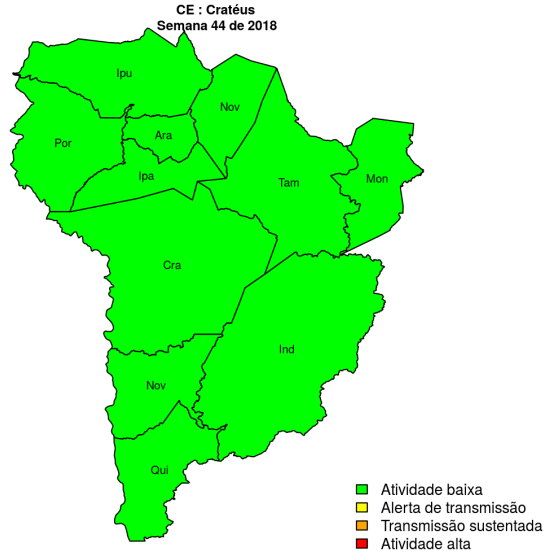 CE : Cratéus
Semana 44 de 2018
Ipu
Nov
Por
Ara
Ipa
Tam
Mon
Cra
Ind
Nov
Qui
Atividade baixa
Alerta de transmissão
Transmissão sustentada
Atividade alta